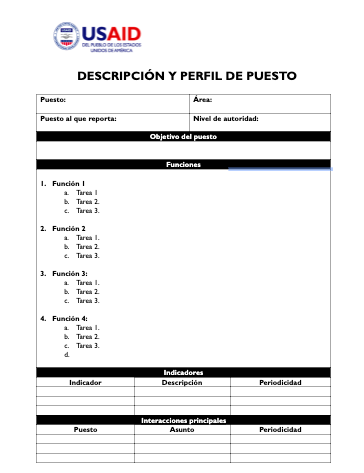 USAID
DEL PUEBLO DE LOS ESTADOS
UNIDOS DE AMÉRICA
DESCRIPCIÓN Y PERFIL DE PUESTO
Puesto: Área:
Puesto al que reporta: Nivel de autoridad:
Objetivo del puesto
Funciones
1. Función 1
a. Tarea 1
b. Tarea 2.
c. Tarea 3.
2. Función 2
a. Tarea 1.
b. Tarea 2.
c. Tarea 3.
3. Función 3:
a. Tarea 1.
b. Tarea 2.
c. Tarea 3.
4. Función 4:
a. Tarea 1.
b. Tarea 2.
c. Tarea 3.
d.
Indicadores
Indicador Descripción Periodicidad
Interacciones principales
Puesto Asunto Periodicidad